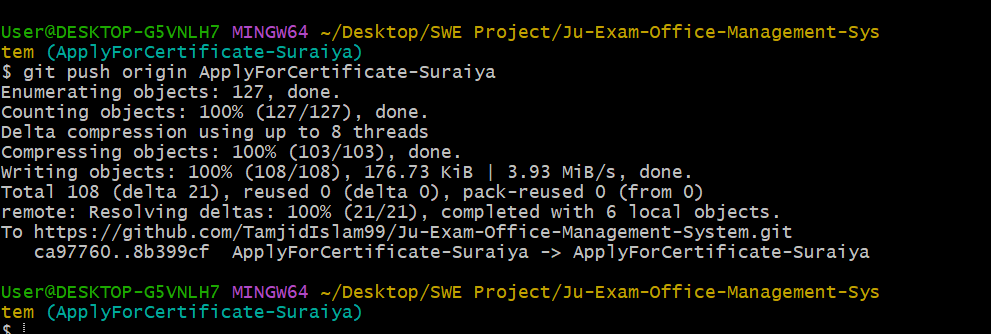 User@DESKTOP-G5VNLH7 MINGW64 ~/Desktop/SWE Project/Ju-Exam-Office-Management-Sys
tem (ApplyForCertificate-Suraiya)
$ git push origin ApplyForCertificate-Suraiya
Enumerating objects: 127, done.
Counting objects: 100% (127/127), done.
Delta compression using up to 8 threads
Compressing objects: 100% (103/103), done.
Writing objects: 100% (108/108), 176.73 KiB | 3.93 MiB/s, done.
Total 108 (delta 21), reused 0 (delta 0), pack-reused 0 (from 0)
remote: Resolving deltas: 100% (21/21), completed with 6 local objects.
To https://github.com/TamjidIslam99/Ju-Exam-Office-Management-System.git
   ca97760..8b399cf  ApplyForCertificate-Suraiya -> ApplyForCertificate-Suraiya
User@DESKTOP-G5VNLH7 MINGW64 ~/Desktop/SWE Project/Ju-Exam-Office-Management-Sys
tem (ApplyForCertificate-Suraiya)
$